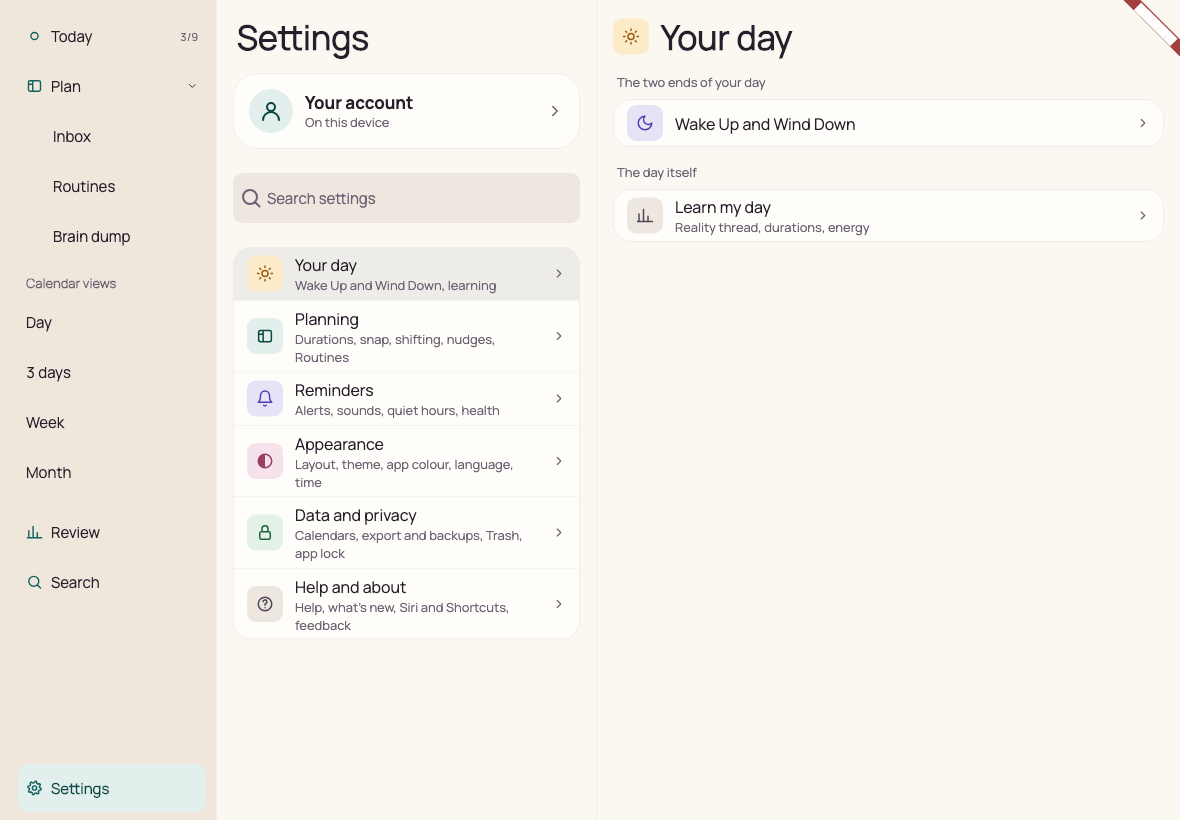 Today
3/9
Plan
Inbox
Routines
Brain dump
Calendar views
Day
3 days
Week
Month
Review
Search
Settings
Settings
Your account
On this device
Search settings
Your day
Wake Up and Wind Down, learning
Planning
Durations, snap, shifting, nudges,
Routines
Reminders
Alerts, sounds, quiet hours, health
Appearance
Layout, theme, app colour, language,
time
Data and privacy
Calendars, export and backups, Trash,
app lock
Help and about
Help, what's new, Siri and Shortcuts,
feedback
Your day
The two ends of your day
Wake Up and Wind Down
The day itself
Learn my day
Reality thread, durations, energy